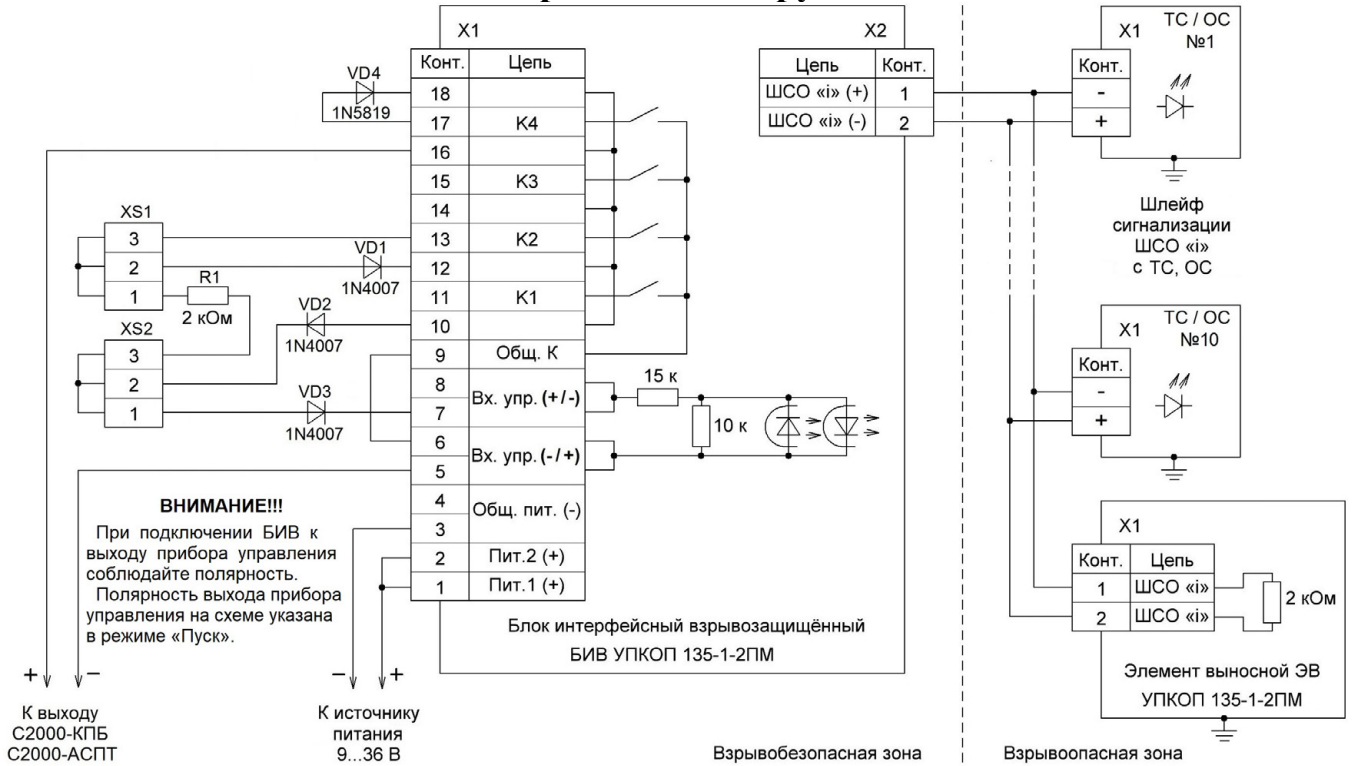 X1
Конт. Цепь
18
17 К4
16
15 К3
14
13 К2
12
11 К1
10
9 Общ. К
8
Вх. упр. (+/-)
7
6
Вх. упр. (-/+)
5
4
Общ. пит. (-)
3
2 Пит.2 (+)
1 Пит.1 (+)
VD4
1N5819
XS1
3
2
1
VD1
1N4007
R1
2 кОм
VD2
1N4007
XS2
3
2
1
VD3
1N4007
15 к
10 к
X2
Цепь Конт.
ШСО «i» (+) 1
ШСО «i» (-) 2
ВНИМАНИЕ!!!
При подключении БИВ к
выходу прибора управления
соблюдайте полярность.
Полярность выхода прибора
управления на схеме указана
в режиме «Пуск».
+ −
К выходу
С2000-КПБ
С2000-АСПТ
− +
К источнику
питания
9...36 В
Блок интерфейсный взрывозащищённый
БИВ УПКОП 135-1-2ПМ
Взрывобезопасная зона
X1
ТС / ОС
№1
Конт.
-
+
Шлейф
сигнализации
ШСО «i»
с ТС, ОС
X1
ТС / ОС
№10
Конт.
-
+
X1
Конт. Цепь
1 ШСО «i»
2 ШСО «i»
2 кОм
Элемент выносной ЭВ
УПКОП 135-1-2ПМ
Взрывоопасная зона